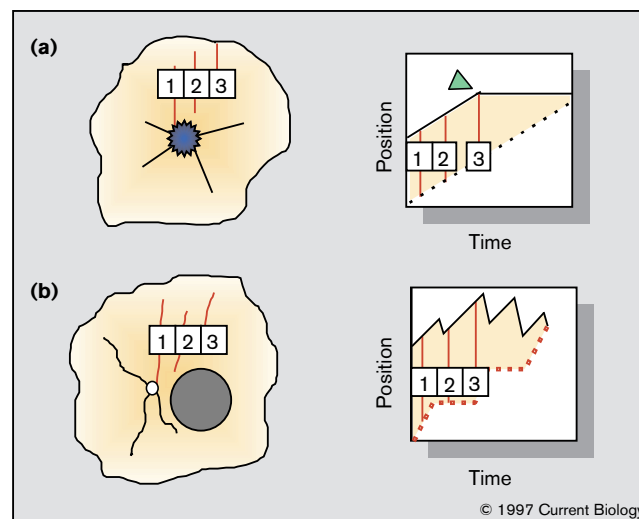 (a)
1 2 3
Position
1 2 3
Time
(b)
1 2 3
Position
1 2 3
Time
© 1997 Current Biology